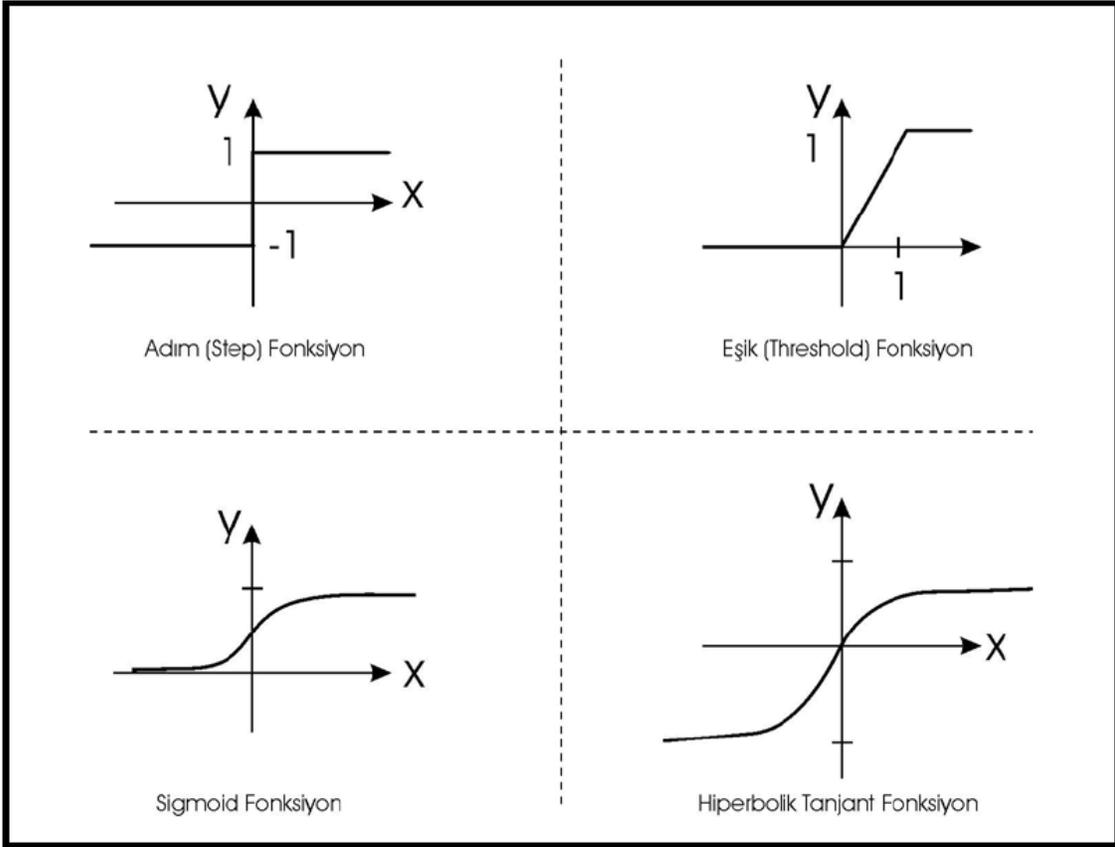 y
1
X
-1
Adım (Step) Fonksiyon
y
1
1
Eşik (Threshold) Fonksiyon
y
X
Sigmoid Fonksiyon
y
X
Hiperbolik Tanjant Fonksiyon